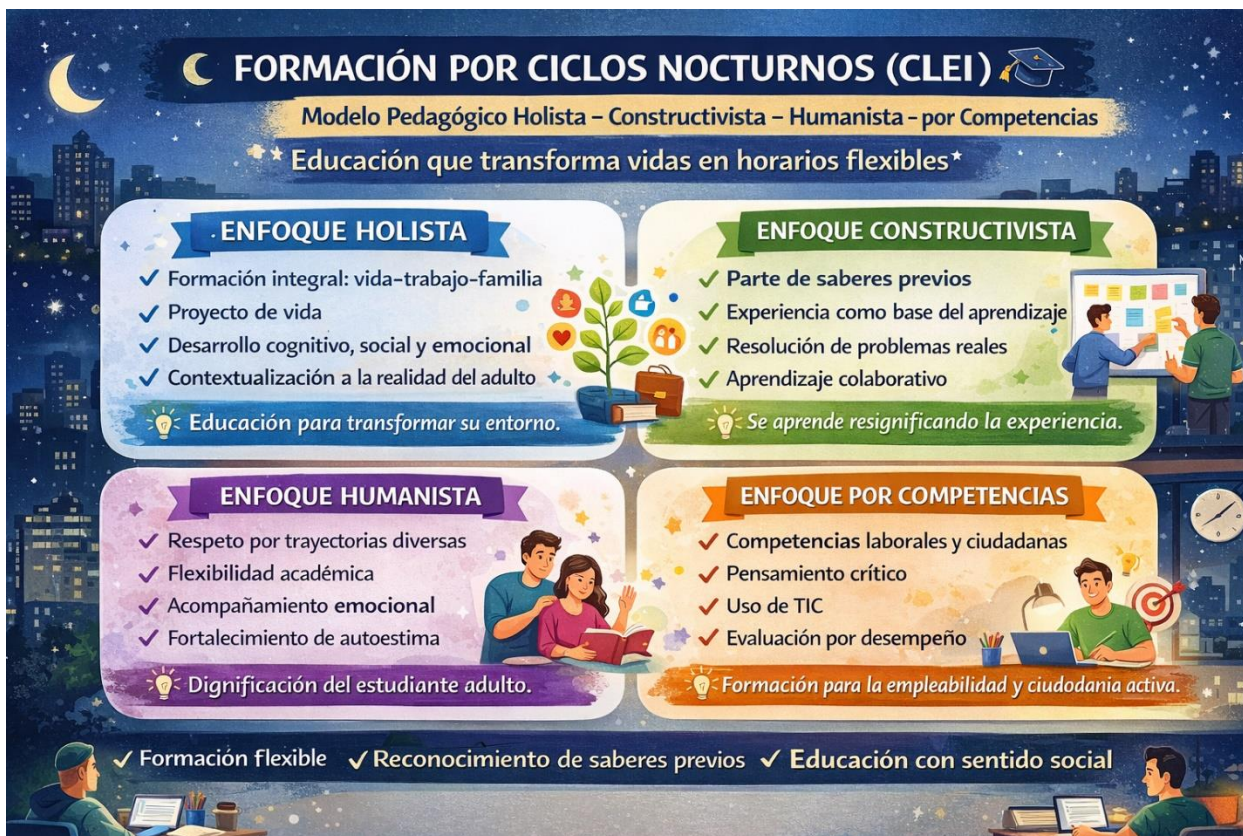 FORMACIÓN POR CICLOS NOCTURNOS (CLEI)
Modelo Pedagógico Holista – Constructivista – Humanista - por Competencias
Educación que transforma vidas en horarios flexibles
ENFOQUE HOLISTA
✓ Formación integral: vida-trabajo-familia
✓ Proyecto de vida
✓ Desarrollo cognitivo, social y emocional
✓ Contextualización a la realidad del adulto
Educación para transformar su entorno.
ENFOQUE CONSTRUCTIVISTA
✓ Parte de saberes previos
✓ Experiencia como base del aprendizaje
✓ Resolución de problemas reales
✓ Aprendizaje colaborativo
Se aprende resignificando la experiencia.
ENFOQUE HUMANISTA
✓ Respeto por trayectorias diversas
✓ Flexibilidad académica
✓ Acompañamiento emocional
✓ Fortalecimiento de autoestima
Dignificación del estudiante adulto.
ENFOQUE POR COMPETENCIAS
✓ Competencias laborales y ciudadanas
✓ Pensamiento crítico
✓ Uso de TIC
✓ Evaluación por desempeño
Formación para la empleabilidad y ciudodania activa.
✓ Formación flexible ✓ Reconocimiento de saberes previos ✓ Educación con sentido social